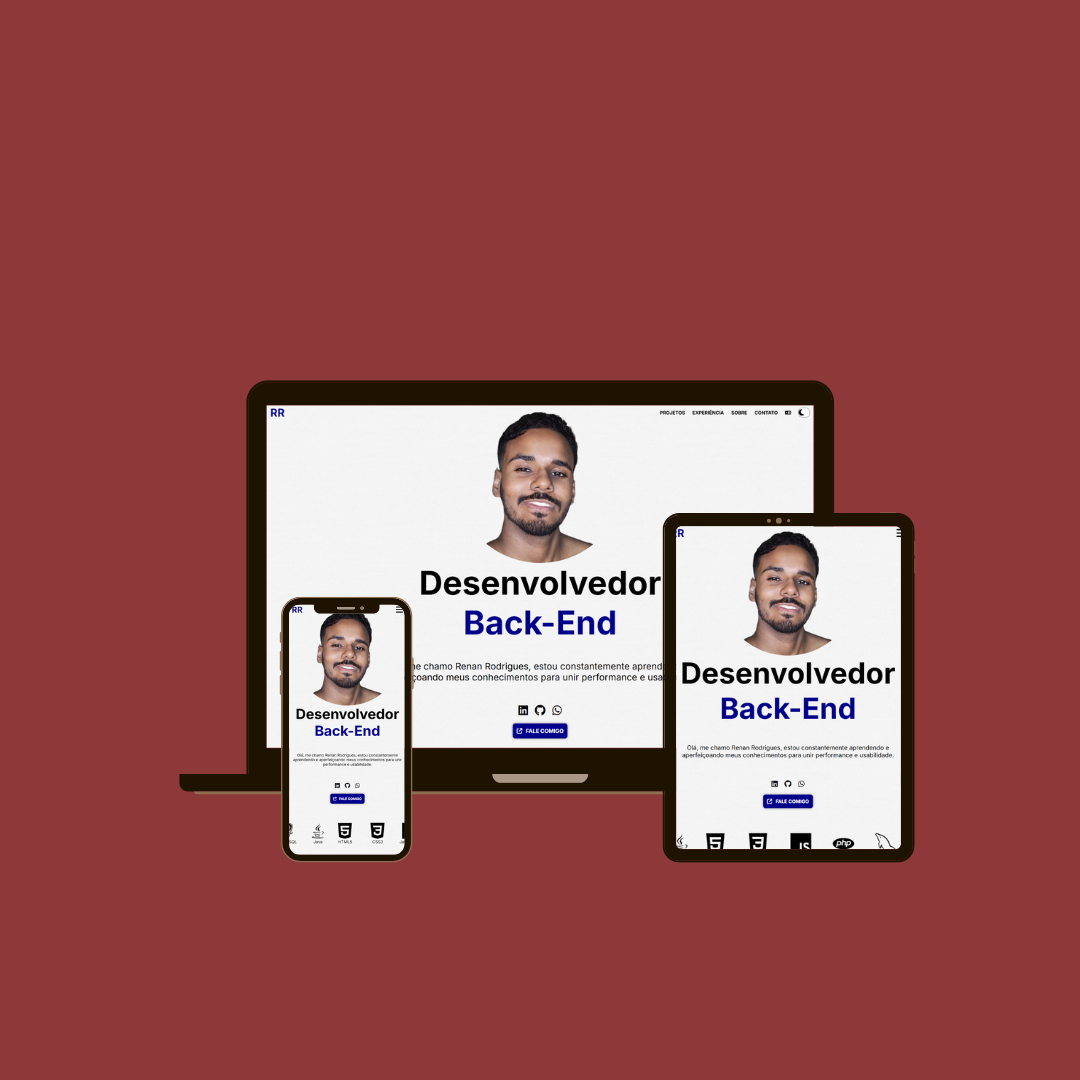 RR
PROJETOS EXPERIÊNCIA SOBRE CONTATO
Desenvolvedor
Back-End
me chamo Renan Rodrigues, estou constantemente aprend
çoando meus conhecimentos para unir performance e usa
FALE COMIGO
RR
Desenvolvedor
Back-End
Olá, me chamo Renan Rodrigues, estou constantemente
aprendendo e aperfeiçoando meus conhecimentos para unir
performance e usabilidade.
FALE COMIGO
SQL Java HTML5 CSS3
RR
Desenvolvedor
Back-End
Olá, me chamo Renan Rodrigues, estou constantemente aprendendo e
aperfeiçoando meus conhecimentos para unir performance e usabilidade.
FALE COMIGO
JS php